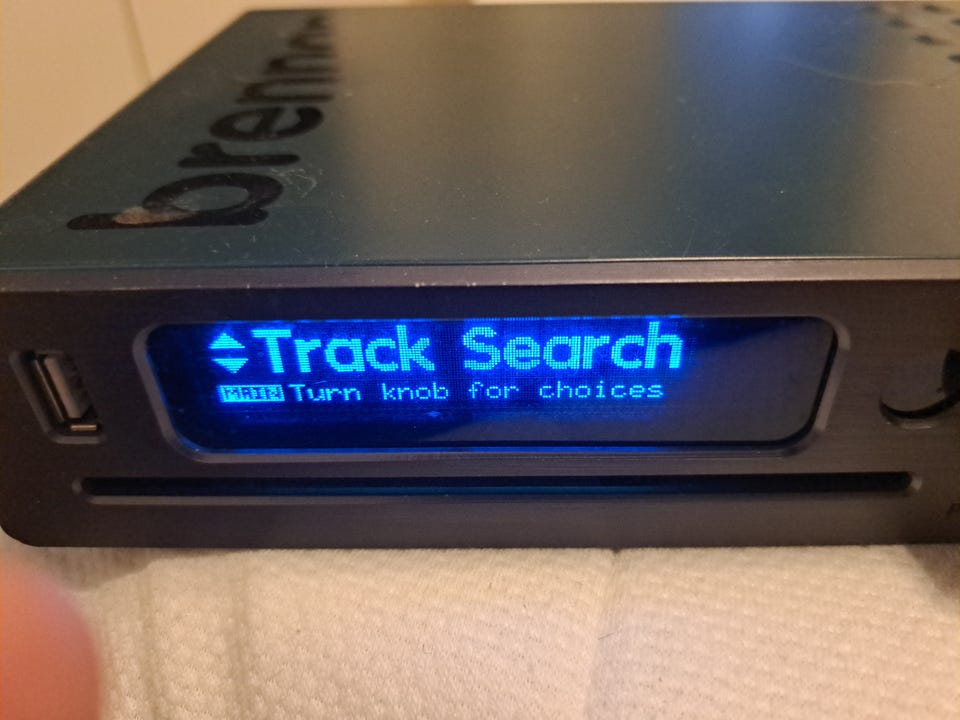 brennan
Track Search
MAIN Turn knob for choices